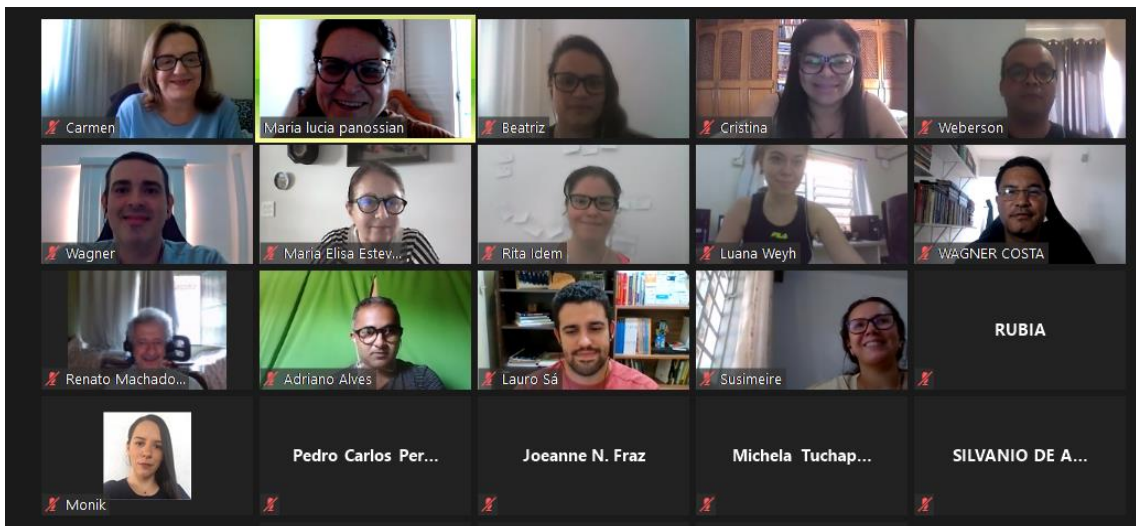 Carmen
Maria lucia panossian
Beatriz
Cristina
Weberson
Wagner
Maria Elisa Estev...
Rita Idem
Luana Weyh
WAGNER COSTA
Renato Machado...
Adriano Alves
Lauro Sá
Susimeire
RUBIA
Monik
Pedro Carlos Per...
Joeanne N. Fraz
Michela Tuchap...
SILVANIO DE A...